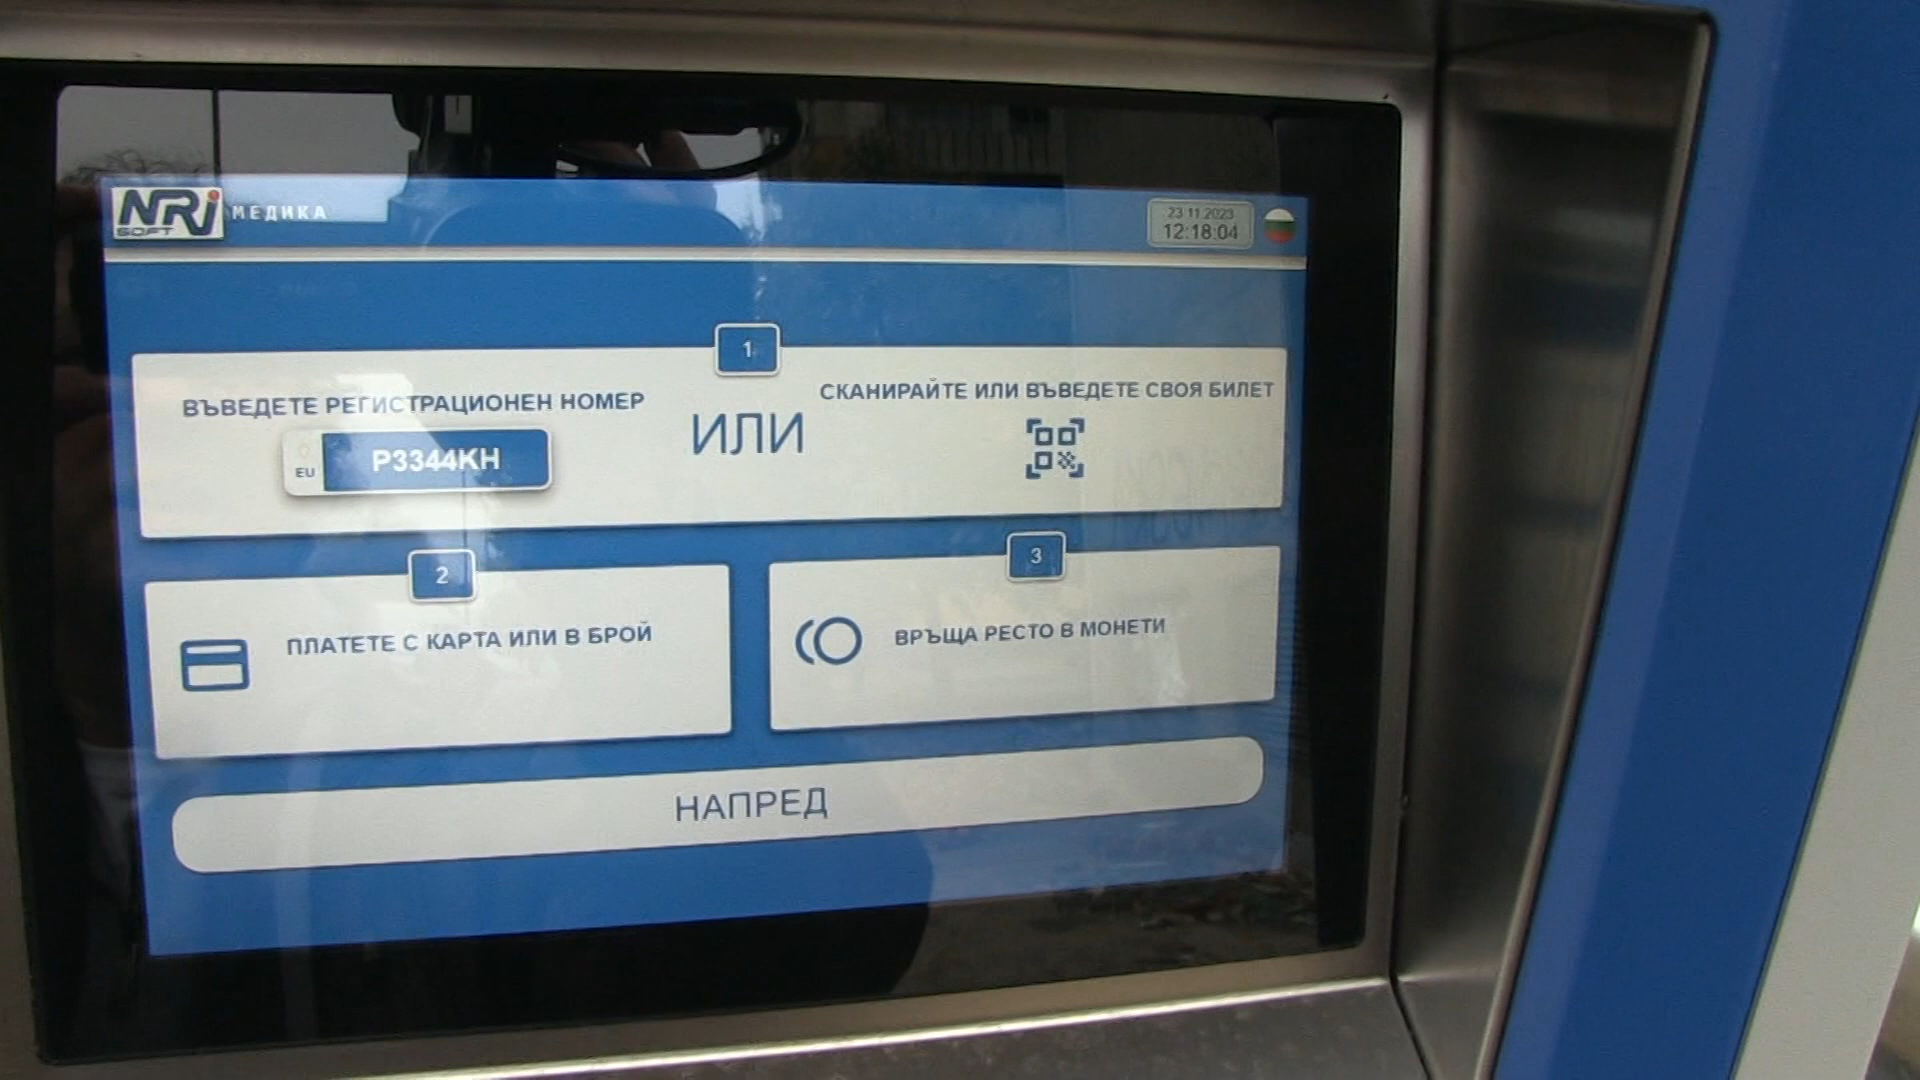 NRi
SOFT
МЕДИКА
23 11 2023
12:18:04
1
ВЪВЕДЕТЕ РЕГИСТРАЦИОНЕН НОМЕР
ИЛИ
СКАНИРАЙТЕ ИЛИ ВЪВЕДЕТЕ СВОЯ БИЛЕТ
EU
P3344KH
2
ПЛАТЕТЕ С КАРТА ИЛИ В БРОЙ
3
ВРЪЩА РЕСТО В МОНЕТИ
НАПРЕД